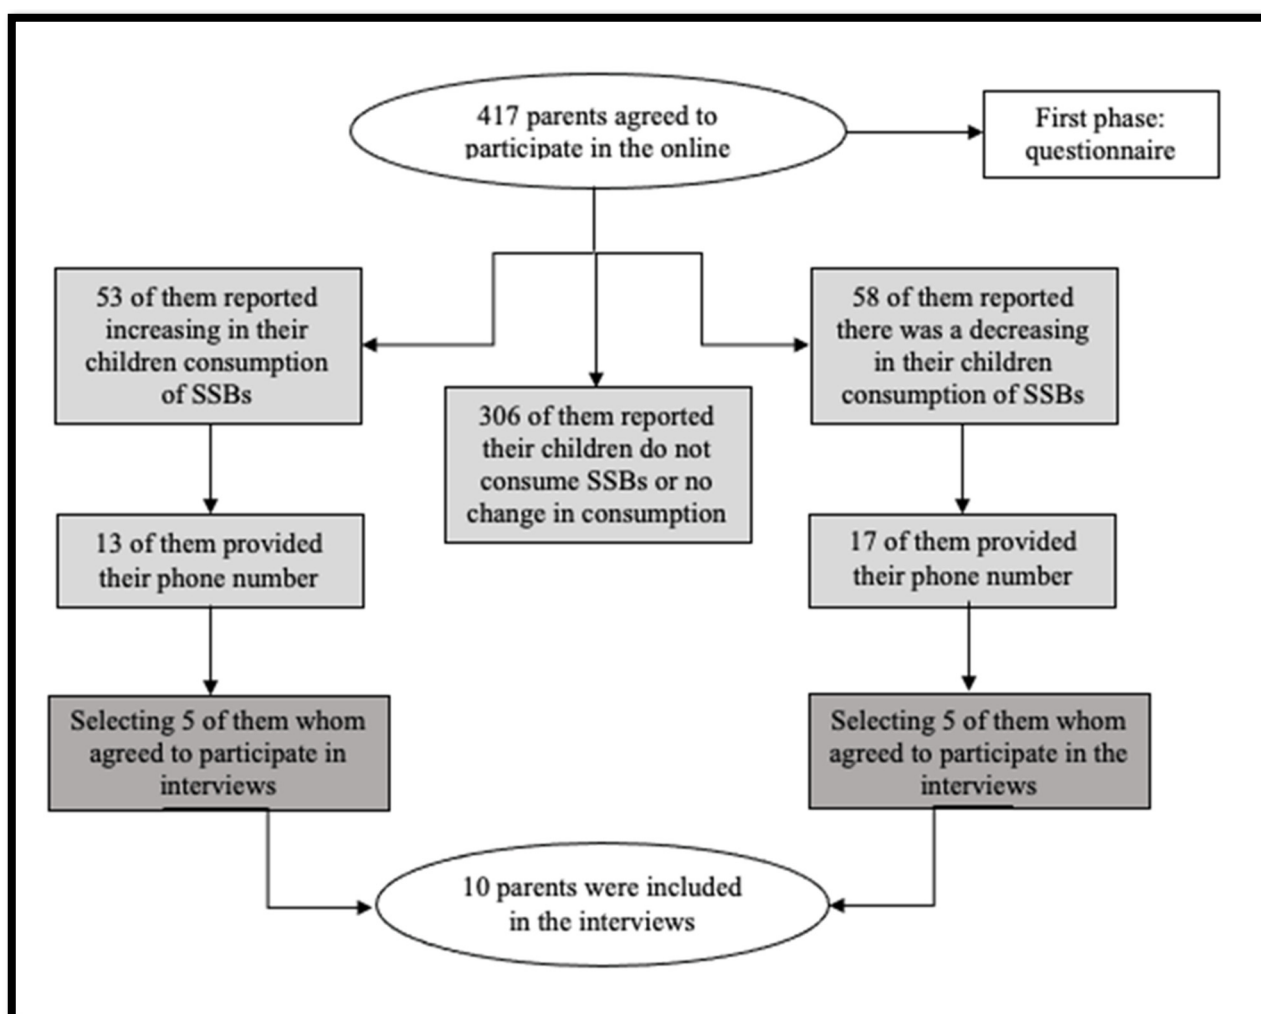 417 parents agreed to
participate in the online
First phase:
questionnaire
53 of them reported
increasing in their
children consumption
of SSBs
58 of them reported
there was a decreasing
in their children
consumption of SSBs
306 of them reported
their children do not
consume SSBs or no
change in consumption
13 of them provided
their phone number
17 of them provided
their phone number
Selecting 5 of them whom
agreed to participate in
interviews
Selecting 5 of them whom
agreed to participate in the
interviews
10 parents were included
in the interviews